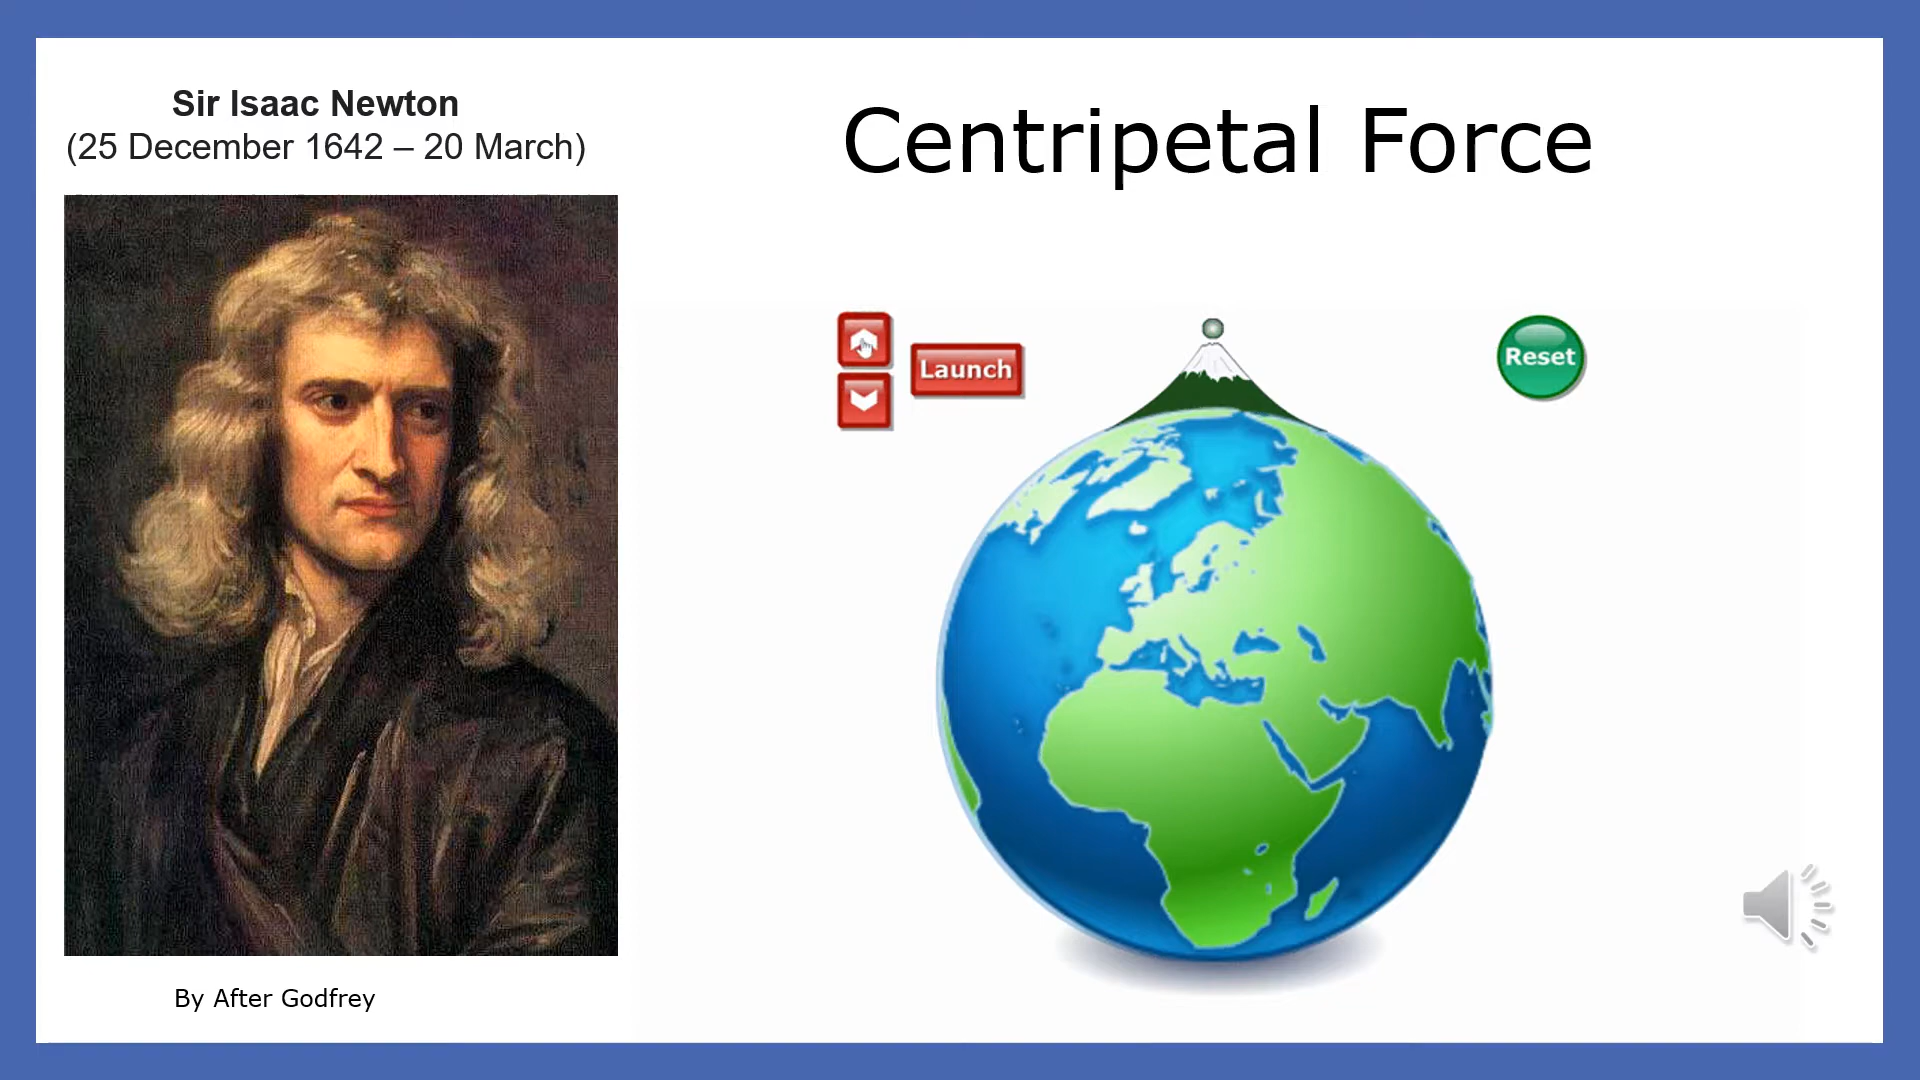 Sir Isaac Newton
(25 December 1642 – 20 March)
Centripetal Force
Launch
Reset
By After Godfrey